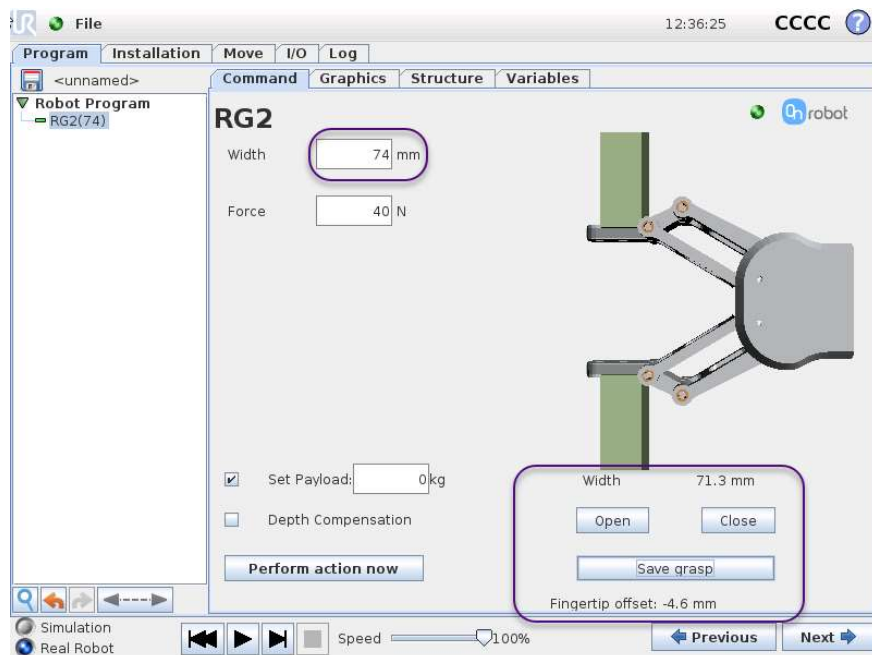 UR File 12:36:25 CCCC ?
Program Installation Move I/O Log
<unnamed> Command Graphics Structure Variables
Robot Program
RG2(74)
RG2
On robot
Width 74 mm
Force 40 N
Set Payload: 0 kg
Depth Compensation
Perform action now
Width 71.3 mm
Open Close
Save grasp
Fingertip offset: -4.6 mm
Simulation
Real Robot
Speed 100%
Previous Next